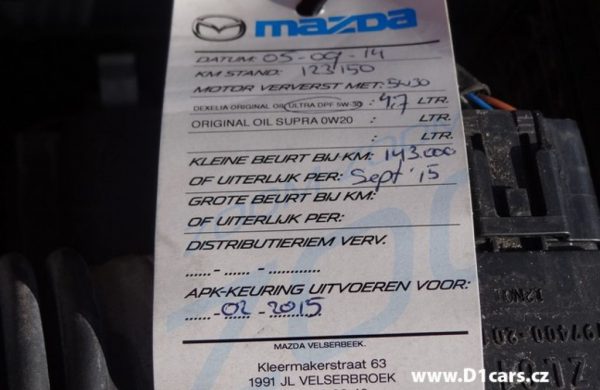 mazda
DATUM: 05-09-14
KM STAND: 123150
MOTOR VERVERST MET: 5W30
DEXELIA ORIGINAL OIL ULTRA DPF 5W-30 : 4,7 LTR.
ORIGINAL OIL SUPRA 0W20 : LTR.
: LTR.
KLEINE BEURT BIJ KM: 143.000
OF UITERLIJK PER: Sept '15
GROTE BEURT BIJ KM:
OF UITERLIJK PER:
DISTRIBUTIERIEM VERV.
......- ...... - ............
APK-KEURING UITVOEREN VOOR:
......- 02 - 2015
MAZDA VELSERBEEK.
Kleermakerstraat 63
1991 JL VELSERBROEK
12NO1
www.D1cars.cz